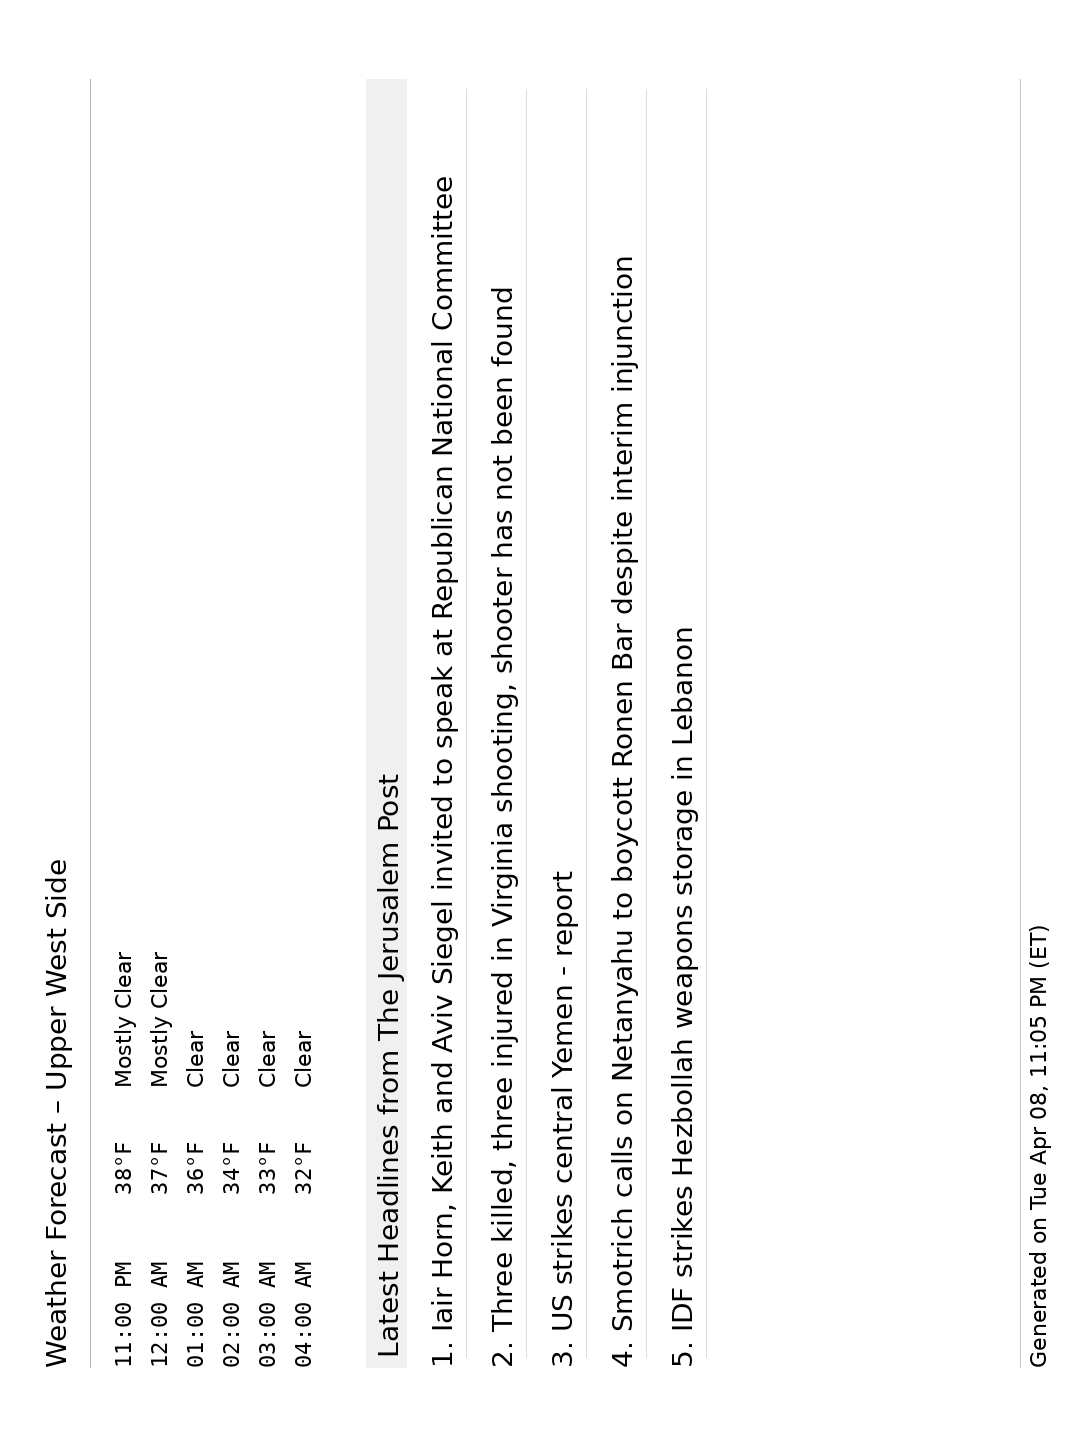 Weather Forecast – Upper West Side
11:00 PM 38°F Mostly Clear
12:00 AM 37°F Mostly Clear
01:00 AM 36°F Clear
02:00 AM 34°F Clear
03:00 AM 33°F Clear
04:00 AM 32°F Clear
Latest Headlines from The Jerusalem Post
1. Iair Horn, Keith and Aviv Siegel invited to speak at Republican National Committee
2. Three killed, three injured in Virginia shooting, shooter has not been found
3. US strikes central Yemen - report
4. Smotrich calls on Netanyahu to boycott Ronen Bar despite interim injunction
5. IDF strikes Hezbollah weapons storage in Lebanon
Generated on Tue Apr 08, 11:05 PM (ET)